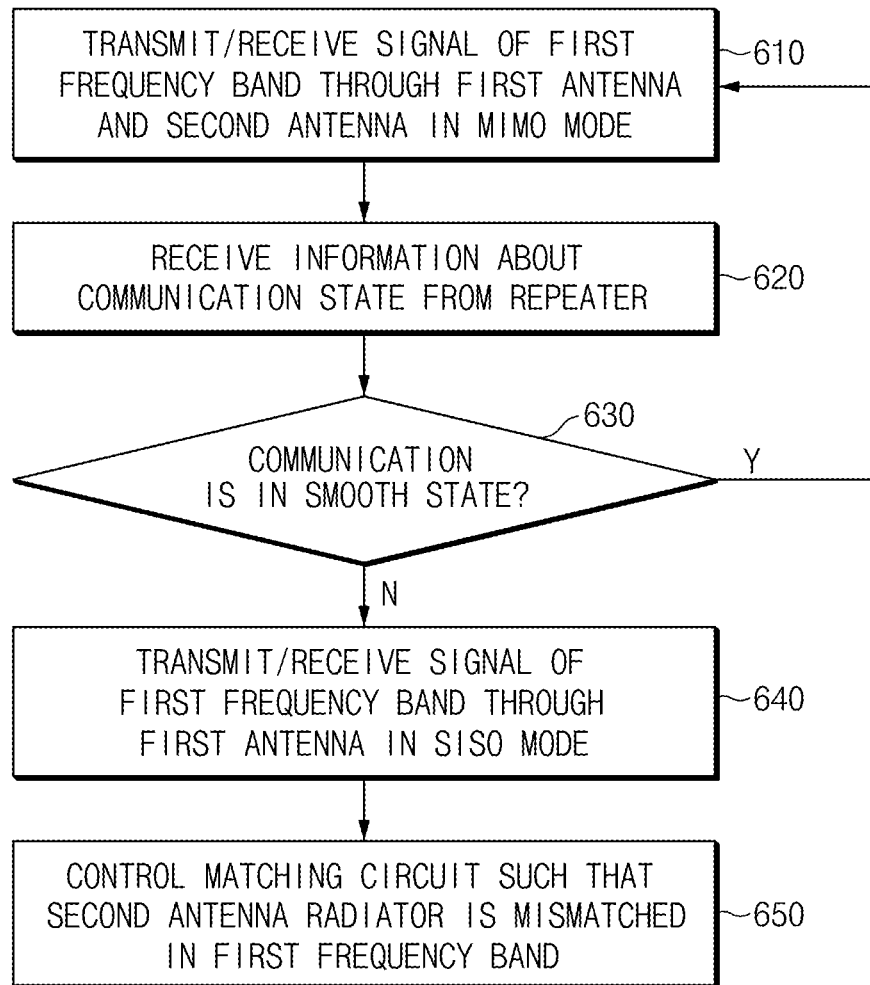 TRANSMIT/RECEIVE SIGNAL OF FIRST
FREQUENCY BAND THROUGH FIRST ANTENNA
AND SECOND ANTENNA IN MIMO MODE
610
RECEIVE INFORMATION ABOUT
COMMUNICATION STATE FROM REPEATER
620
630
COMMUNICATION
IS IN SMOOTH STATE?
Y
N
TRANSMIT/RECEIVE SIGNAL OF
FIRST FREQUENCY BAND THROUGH
FIRST ANTENNA IN SISO MODE
640
CONTROL MATCHING CIRCUIT SUCH THAT
SECOND ANTENNA RADIATOR IS MISMATCHED
IN FIRST FREQUENCY BAND
650